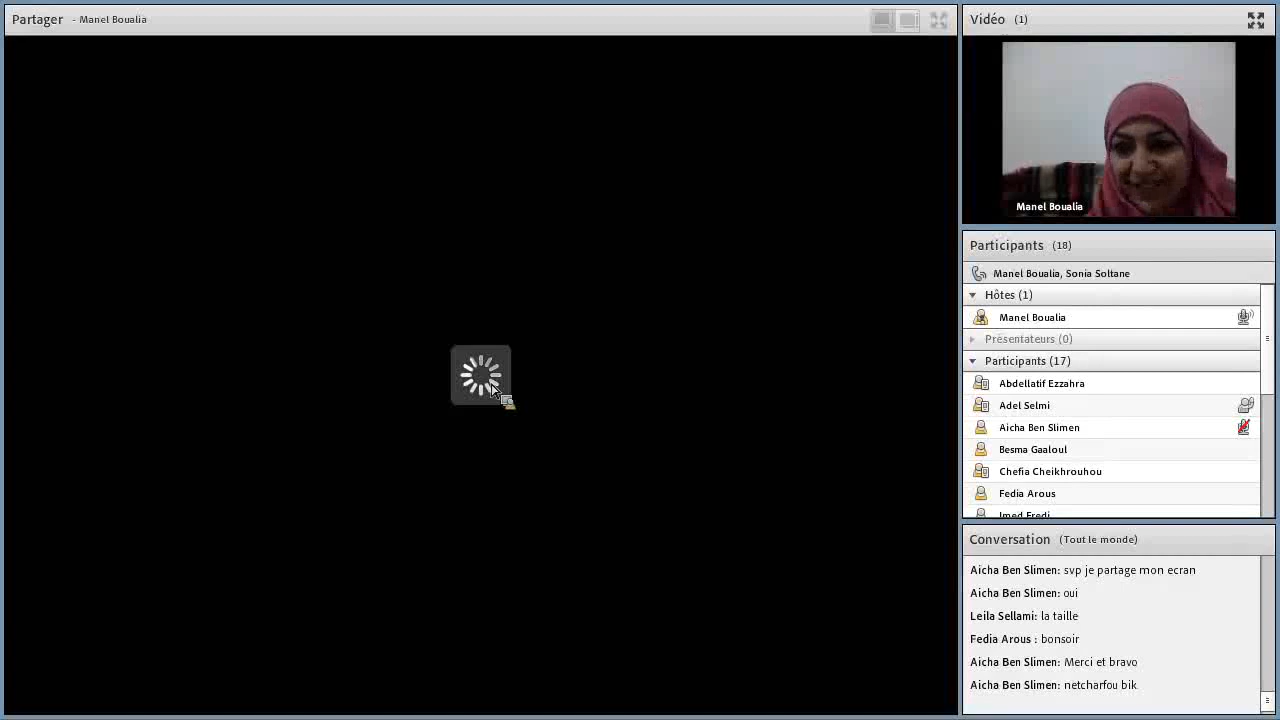 Partager - Manel Boualia
Vidéo (1)
Manel Boualia
Participants (18)
Manel Boualia, Sonia Soltane
Hôtes (1)
Manel Boualia
Présentateurs (0)
Participants (17)
Abdellatif Ezzahra
Adel Selmi
Aicha Ben Slimen
Besma Gaaloul
Chefia Cheikhrouhou
Fedia Arous
Imed Fredj
Conversation (Tout le monde)
Aicha Ben Slimen: svp je partage mon ecran
Aicha Ben Slimen: oui
Leila Sellami: la taille
Fedia Arous : bonsoir
Aicha Ben Slimen: Merci et bravo
Aicha Ben Slimen: netcharfou bik